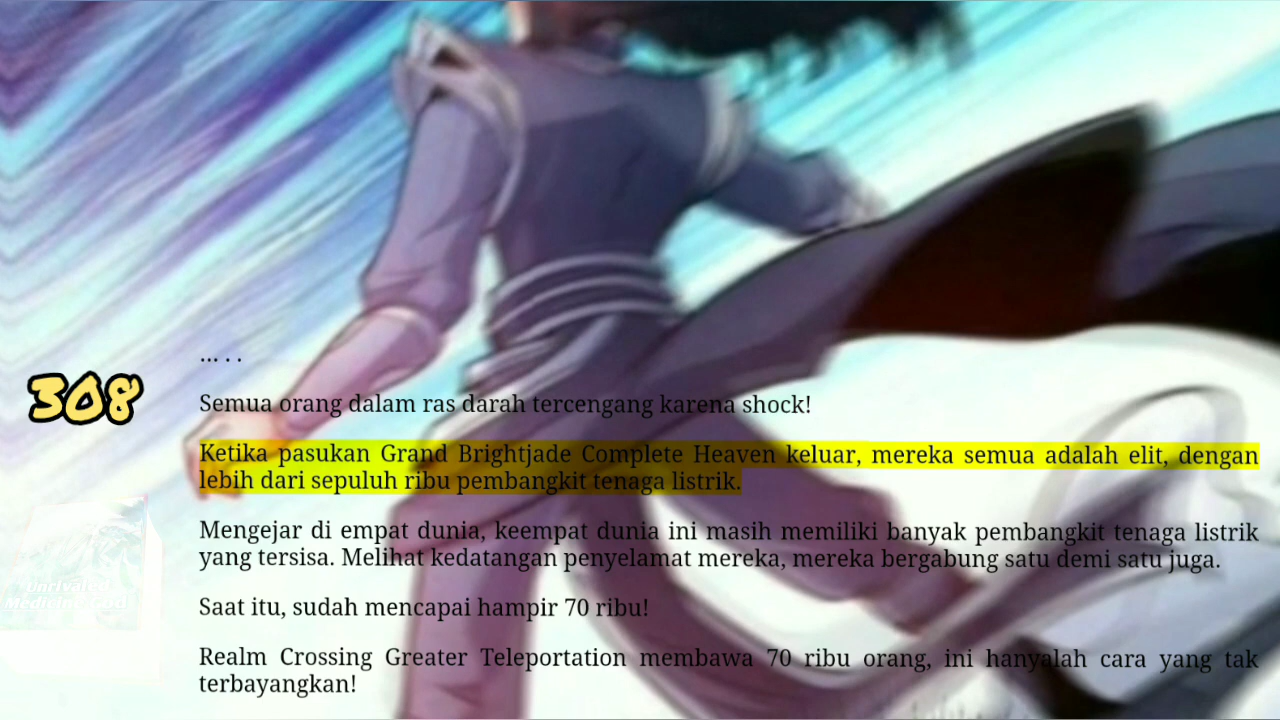 ... . .
Semua orang dalam ras darah tercengang karena shock!
308
Ketika pasukan Grand Brightjade Complete Heaven keluar, mereka semua adalah elit, dengan
lebih dari sepuluh ribu pembangkit tenaga listrik.
Mengejar di empat dunia, keempat dunia ini masih memiliki banyak pembangkit tenaga listrik
yang tersisa. Melihat kedatangan penyelamat mereka, mereka bergabung satu demi satu juga.
Unrivaled
Medicine God
Saat itu, sudah mencapai hampir 70 ribu!
Realm Crossing Greater Teleportation membawa 70 ribu orang, ini hanyalah cara yang tak
terbayangkan!